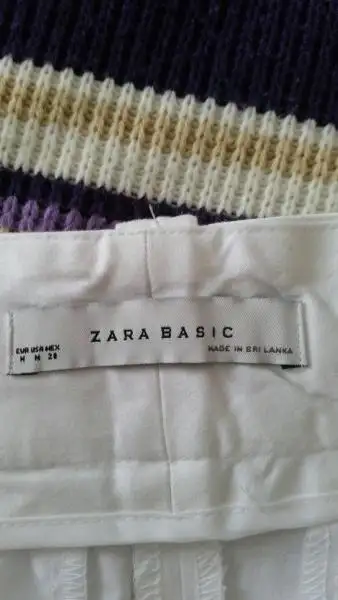 ZARA BASIC
EUR USA MEX
M M 28
MADE IN SRI LANKA